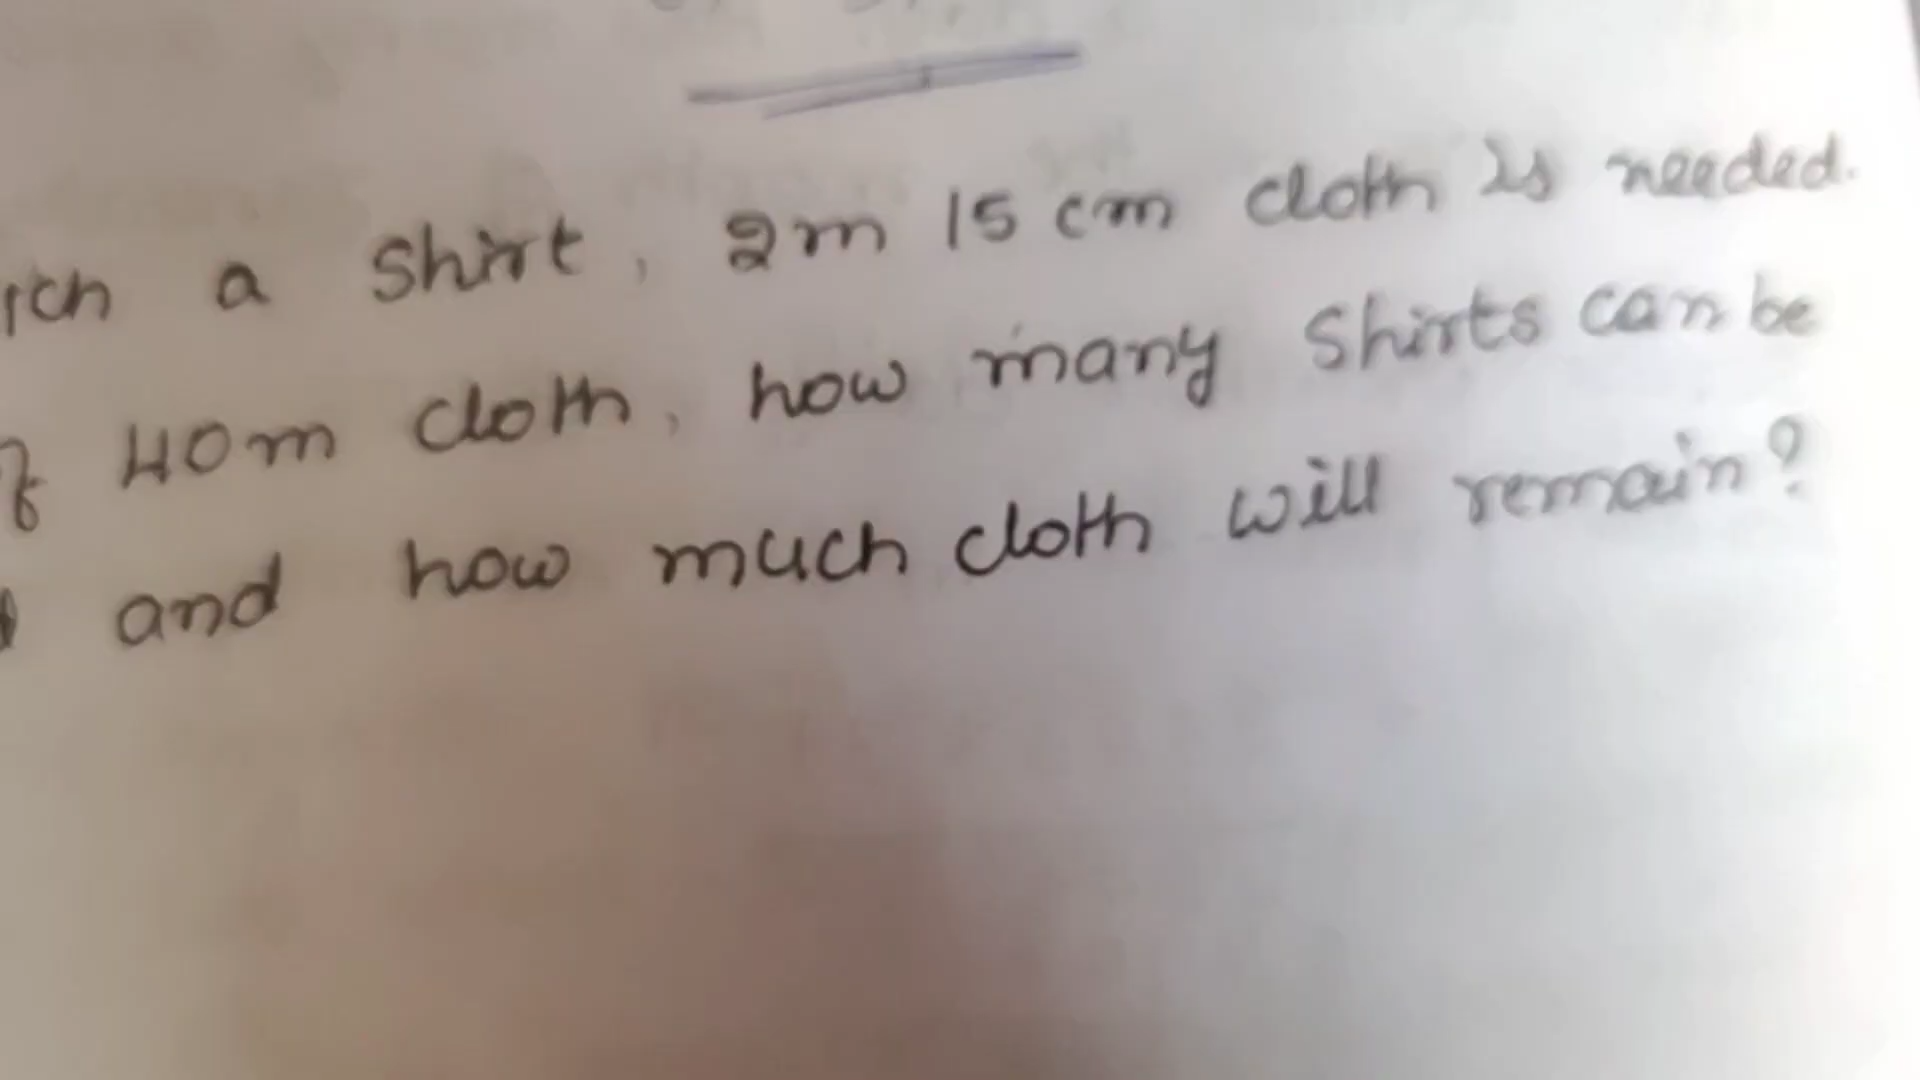 a Shirt, 2m 15 cm cloth is needed.
40m cloth, how many Shirts can be
and how much cloth will remain?